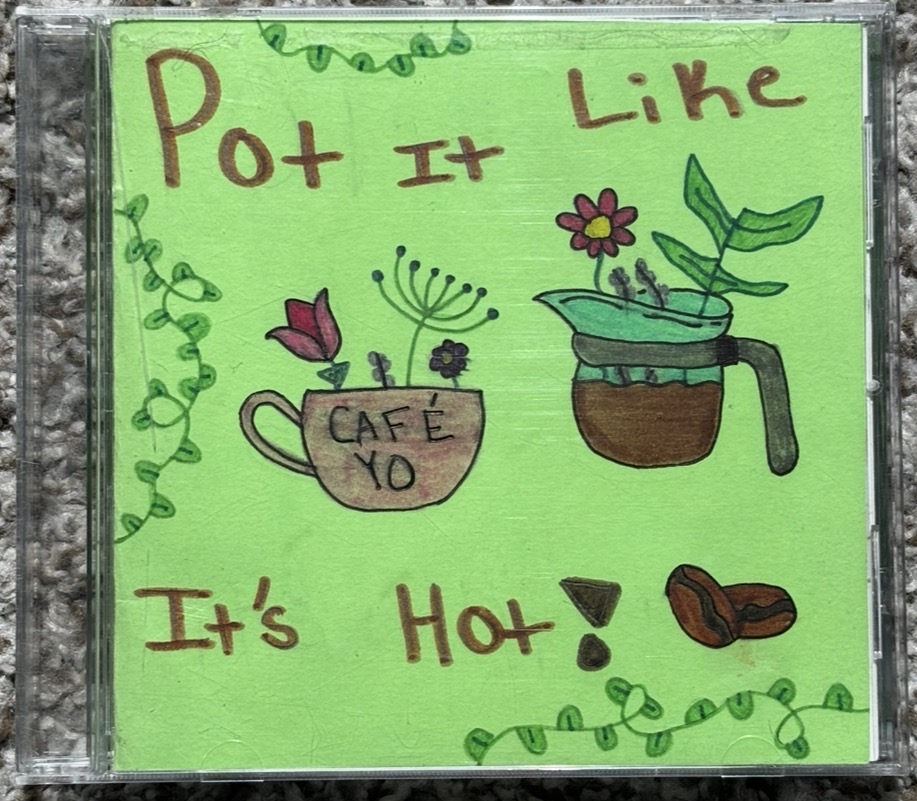 Pot It Like
CAFÉ
YO
It's Hot!